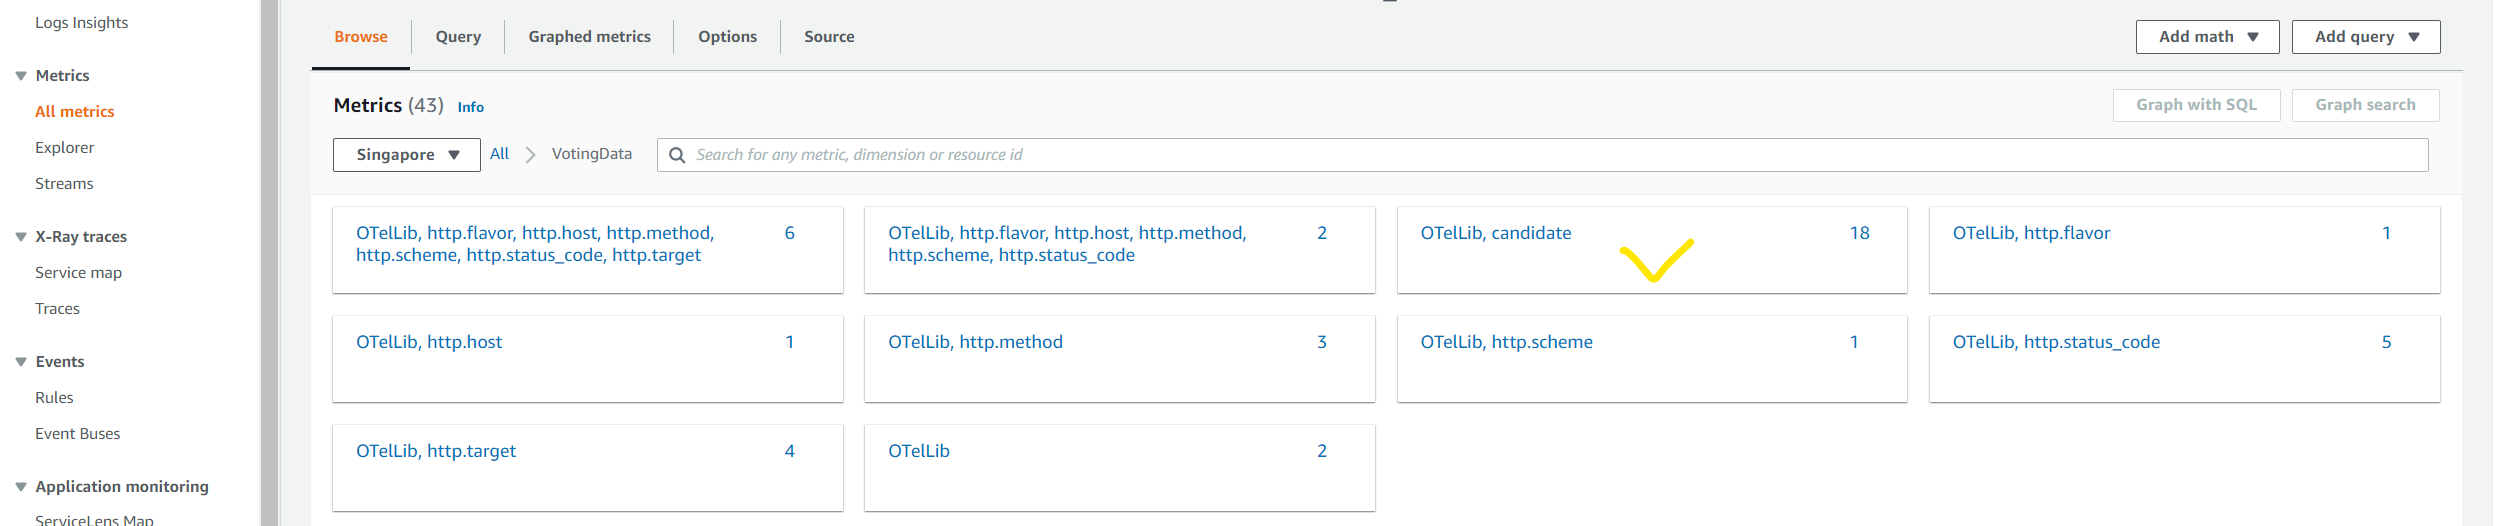 Logs Insights
Metrics
All metrics
Explorer
Streams
X-Ray traces
Service map
Traces
Events
Rules
Event Buses
Application monitoring
ServiceLens Map
Browse
Query
Graphed metrics
Options
Source
Add math
Add query
Metrics (43) Info
Graph with SQL
Graph search
Singapore
All
VotingData
Search for any metric, dimension or resource id
OTelLib, http.flavor, http.host, http.method, 6
http.scheme, http.status_code, http.target
OTelLib, http.flavor, http.host, http.method, 2
http.scheme, http.status_code
OTelLib, candidate 18
OTelLib, http.flavor 1
OTelLib, http.host 1
OTelLib, http.method 3
OTelLib, http.scheme 1
OTelLib, http.status_code 5
OTelLib, http.target 4
OTelLib 2